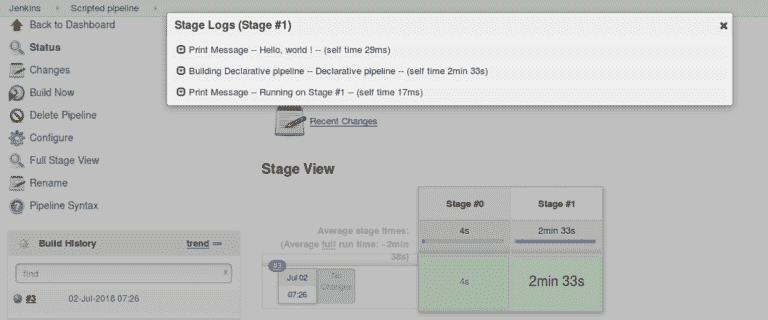 Jenkins Scripted pipeline
Back to Dashboard
Status
Changes
Build Now
Delete Pipeline
Configure
Full Stage View
Rename
Pipeline Syntax
Build History trend
find x
#3 02-Jul-2018 07:26
Stage Logs (Stage #1)
Print Message -- Hello, world ! -- (self time 29ms)
Building Declarative pipeline -- Declarative pipeline -- (self time 2min 33s)
Print Message -- Running on Stage #1 -- (self time 17ms)
Recent Changes
Stage View
Stage #0 Stage #1
Average stage times: 4s 2min 33s
(Average full run time: ~2min
38s)
#3
Jul 02 No
07:26 Changes
4s 2min 33s